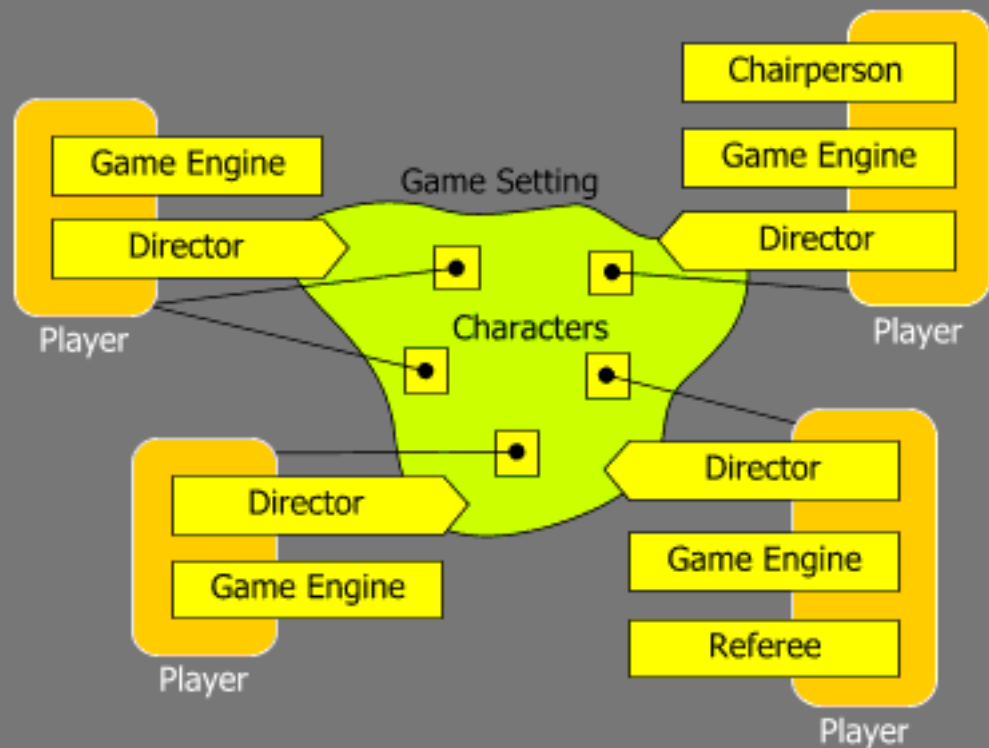 Chairperson
Game Engine
Game Engine
Game Setting
Director
Director
Characters
Player
Player
Director
Director
Game Engine
Game Engine
Referee
Player
Player